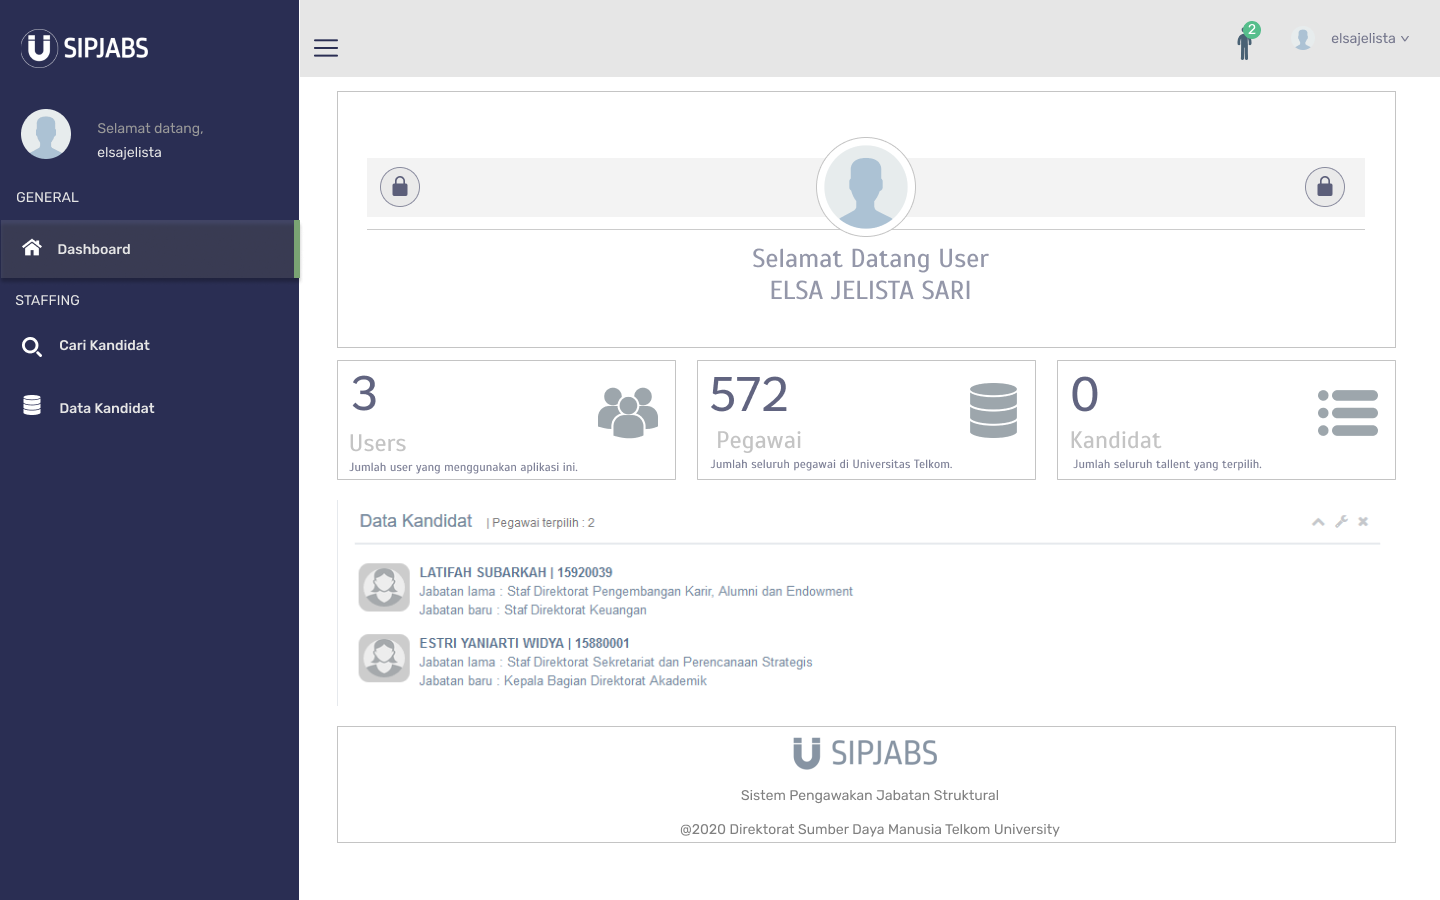 SIPJABS
2
elsajelista
Selamat datang,
elsajelista
GENERAL
Dashboard
STAFFING
Cari Kandidat
Data Kandidat
Selamat Datang User
ELSA JELISTA SARI
3
Users
Jumlah user yang menggunakan aplikasi ini.
572
Pegawai
Jumlah seluruh pegawai di Universitas Telkom.
0
Kandidat
Jumlah seluruh tallent yang terpilih.
Data Kandidat | Pegawai terpilih : 2
LATIFAH SUBARKAH | 15920039
Jabatan lama : Staf Direktorat Pengembangan Karir, Alumni dan Endowment
Jabatan baru : Staf Direktorat Keuangan
ESTRI YANIARTI WIDYA | 15880001
Jabatan lama : Staf Direktorat Sekretariat dan Perencanaan Strategis
Jabatan baru : Kepala Bagian Direktorat Akademik
SIPJABS
Sistem Pengawakan Jabatan Struktural
@2020 Direktorat Sumber Daya Manusia Telkom University